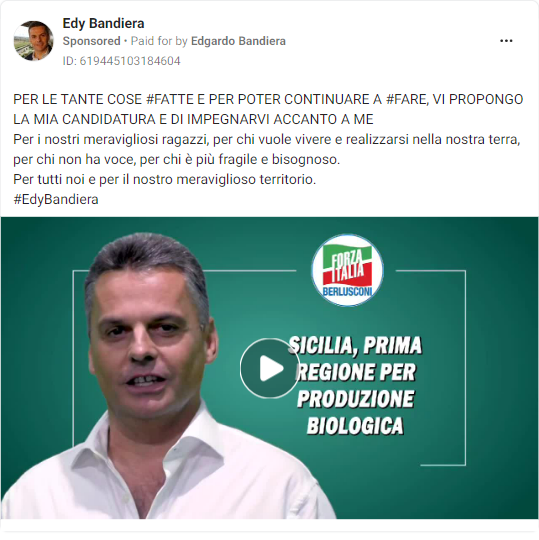 Edy Bandiera
Sponsored • Paid for by Edgardo Bandiera
ID: 619445103184604
PER LE TANTE COSE #FATTE E PER POTER CONTINUARE A #FARE, VI PROPONGO
LA MIA CANDIDATURA E DI IMPEGNARVI ACCANTO A ME
Per i nostri meravigliosi ragazzi, per chi vuole vivere e realizzarsi nella nostra terra,
per chi non ha voce, per chi è più fragile e bisognoso.
Per tutti noi e per il nostro meraviglioso territorio.
#EdyBandiera
FORZA
ITALIA
BERLUSCONI
SICILIA, PRIMA
REGIONE PER
PRODUZIONE
BIOLOGICA